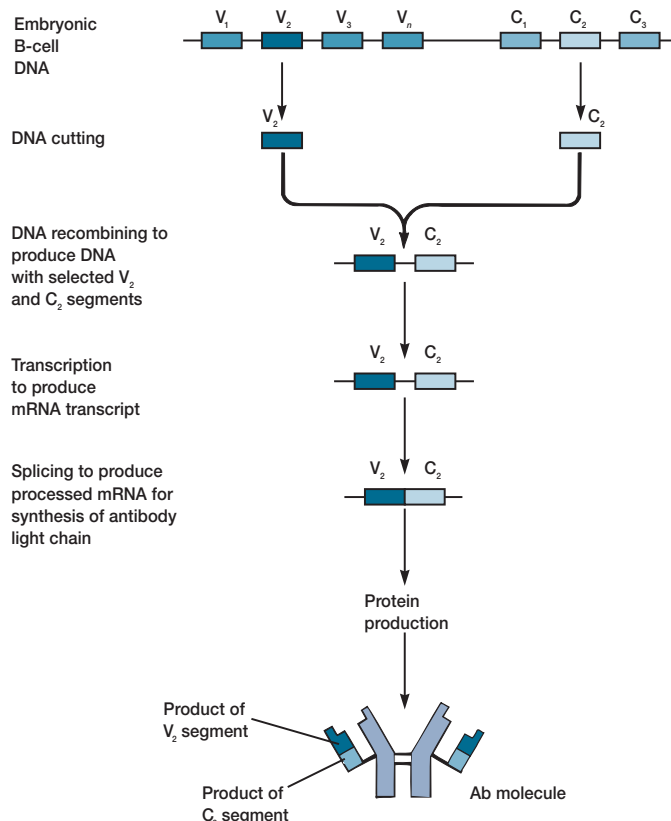 Embryonic
B-cell
DNA
V₁ V₂ V₃ Vₙ C₁ C₂ C₃
V₂ C₂
DNA cutting
DNA recombining to
produce DNA
with selected V₂
and C₂ segments
V₂ C₂
Transcription
to produce
mRNA transcript
V₂ C₂
Splicing to produce
processed mRNA for
synthesis of antibody
light chain
V₂ C₂
Protein
production
Product of
V₂ segment
Product of
C₂ segment
Ab molecule